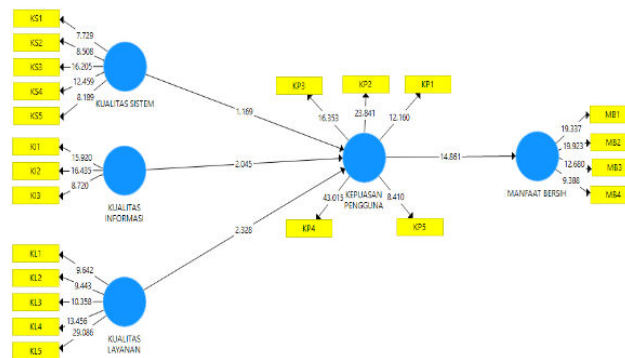 KS1
KS2
KS3
KS4
KS5
7.729
8.508
16.205
12.459
8.189
KUALITAS SISTEM
KI1
KI2
KI3
15.920
16.435
8.720
KUALITAS
INFORMASI
KL1
KL2
KL3
KL4
KL5
9.642
9.443
10.358
13.456
29.086
KUALITAS
LAYANAN
1.169
2.045
2.328
KP3
KP2
KP1
16.353
23.841
12.160
KEPUASAN
PENGGUNA
43.015
8.410
KP4
KP5
14.861
MANFAAT BERSIH
19.337
19.923
12.680
9.388
MB1
MB2
MB3
MB4